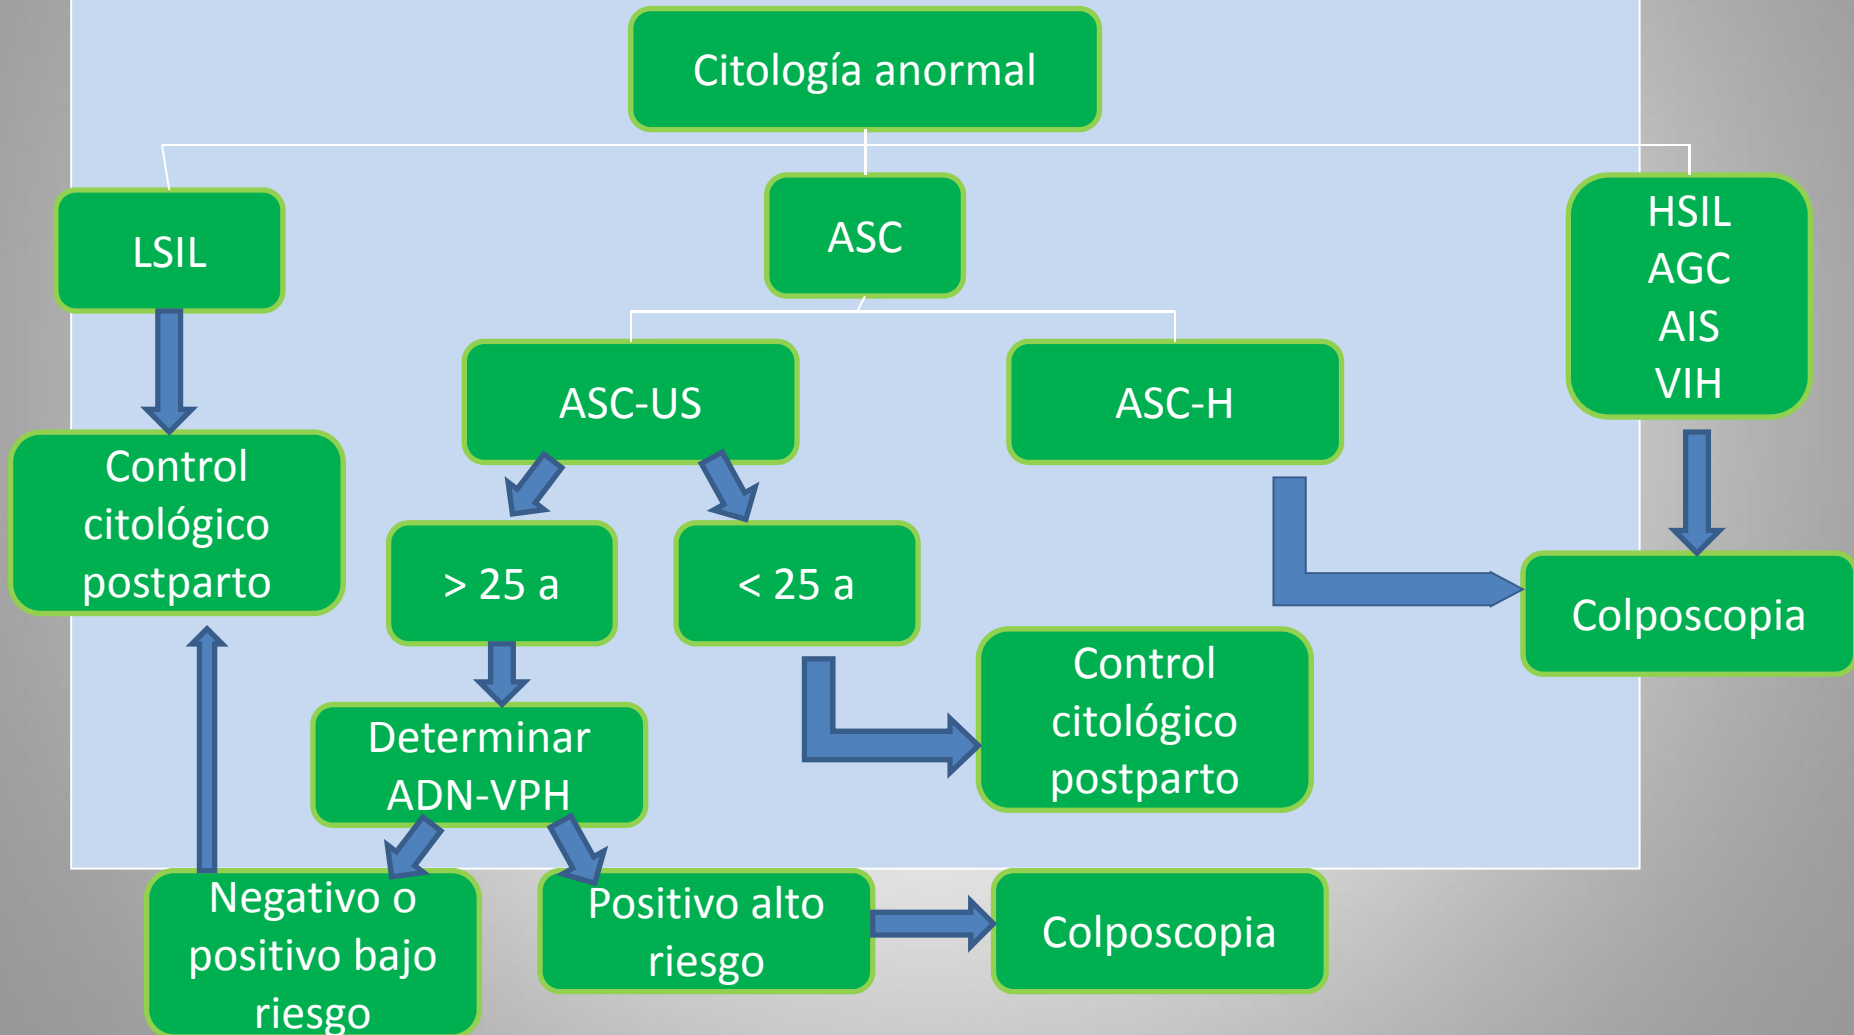 Citología anormal
LSIL
ASC
HSIL
AGC
AIS
VIH
ASC-US
ASC-H
Control
citológico
postparto
> 25 a
< 25 a
Colposcopia
Control
citológico
postparto
Determinar
ADN-VPH
Negativo o
positivo bajo
riesgo
Positivo alto
riesgo
Colposcopia